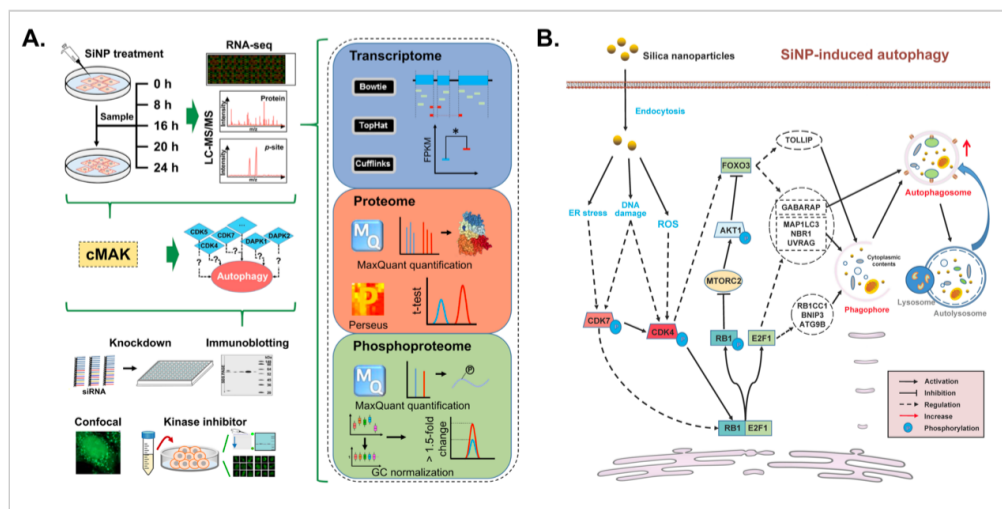 A.
SiNP treatment
Sample
0 h
8 h
16 h
20 h
24 h
RNA-seq
LC-MS/MS
Intensity
Protein
m/z
Intensity
p-site
m/z
cMAK
CDK5
CDK4
CDK7
....
DAPK1
DAPK2
?
?
?
?
?
Autophagy
Knockdown
Immunoblotting
siRNA
Confocal
Kinase inhibitor
Transcriptome
Bowtie
TopHat
Cufflinks
FPKM
*
Proteome
MQ
MaxQuant quantification
P
Perseus
t-test
Phosphoproteome
MQ
P
MaxQuant quantification
> 1.5-fold
change
GC normalization
B.
Silica nanoparticles
SiNP-induced autophagy
Endocytosis
ER stress
DNA
damage
ROS
CDK7
CDK4
FOXO3
AKT1
MTORC2
RB1
E2F1
RB1
E2F1
TOLLIP
GABARAP
MAP1LC3
NBR1
UVRAG
RB1CC1
BNIP3
ATG9B
Cytoplasmic
contents
Phagophore
Autophagosome
Lysosome
Autolysosome
Activation
Inhibition
Regulation
Increase
Phosphorylation